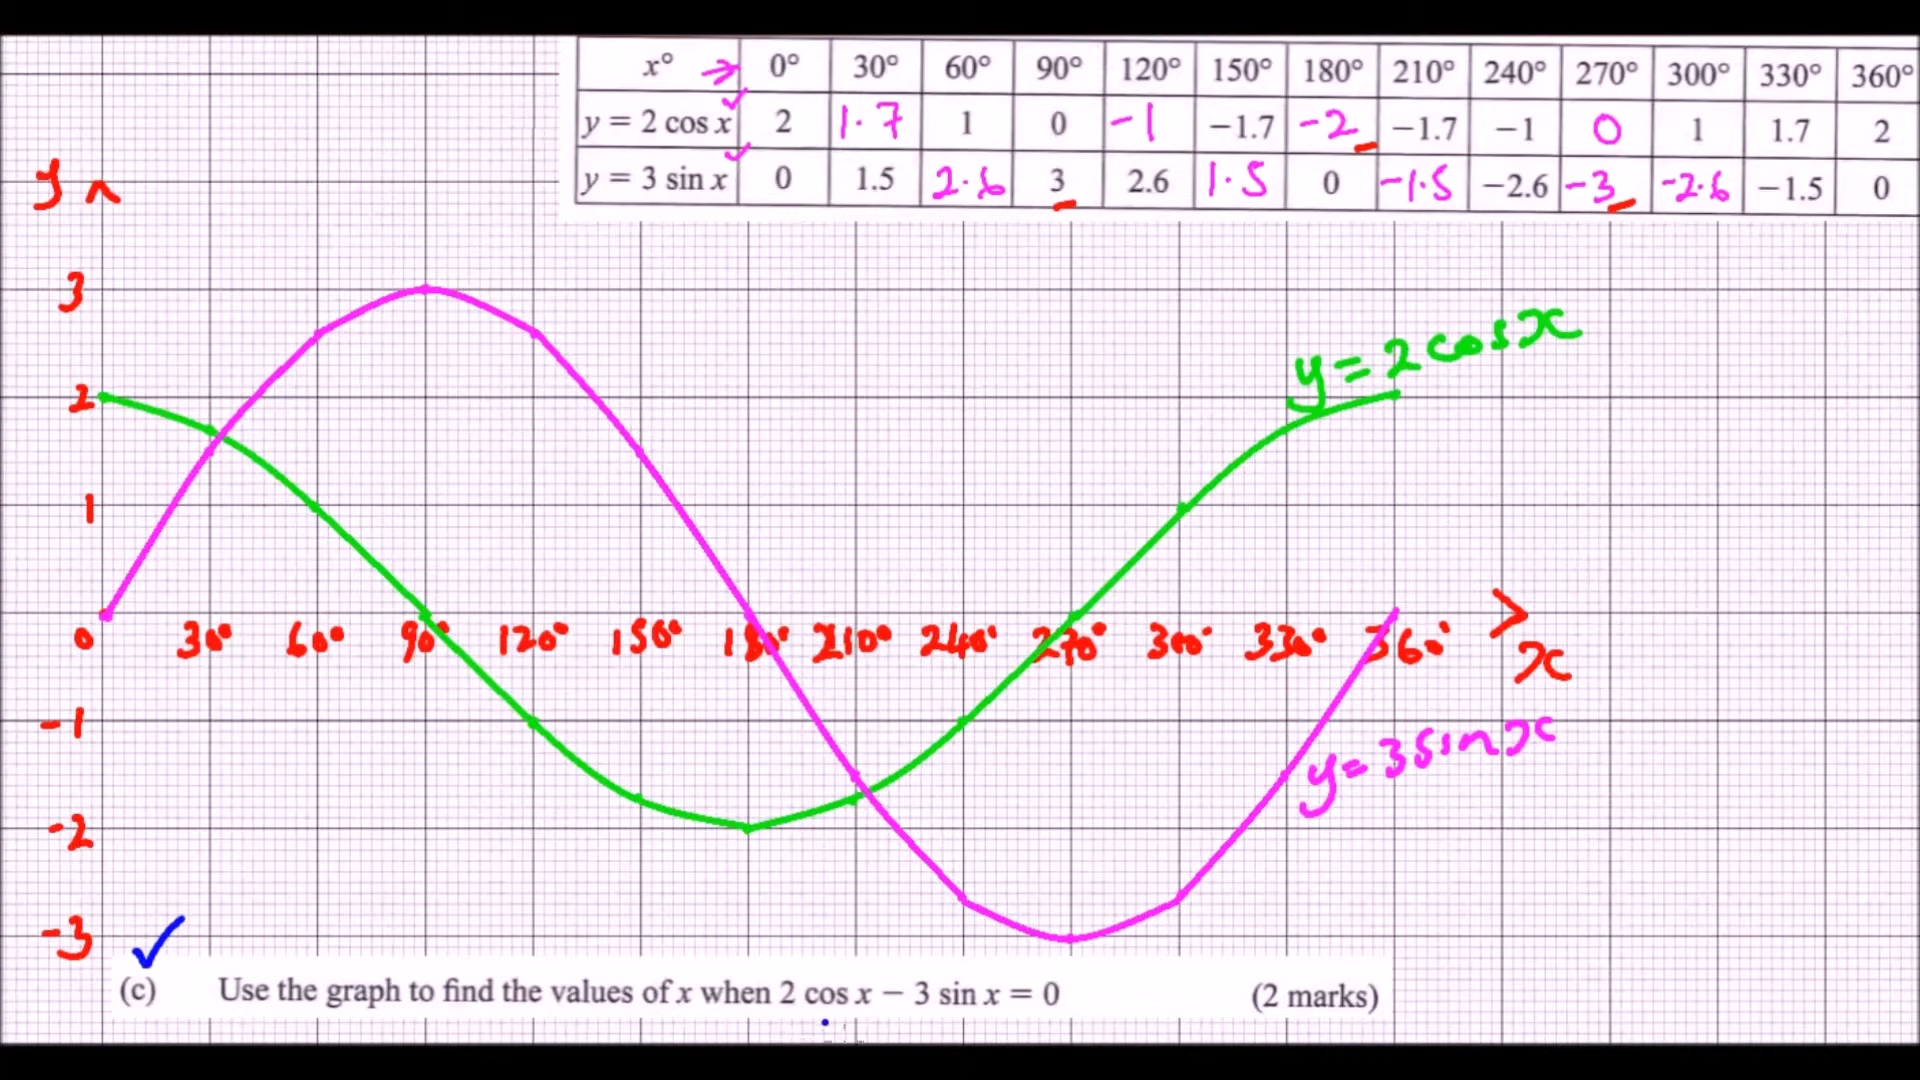 x° → 0° 30° 60° 90° 120° 150° 180° 210° 240° 270° 300° 330° 360°
y = 2 cos x 2 1.7 1 0 -1 −1.7 -2 −1.7 −1 0 1 1.7 2
y = 3 sin x 0 1.5 2.6 3 2.6 1.5 0 -1.5 −2.6 -3 -2.6 −1.5 0
y
3
y=2cosx
2
1
0 30° 60° 90° 120° 150° 180° 210° 240° 270° 300° 330° 360°
x
-1
y=3sinx
-2
-3
(c) Use the graph to find the values of x when 2 cos x − 3 sin x = 0 (2 marks)